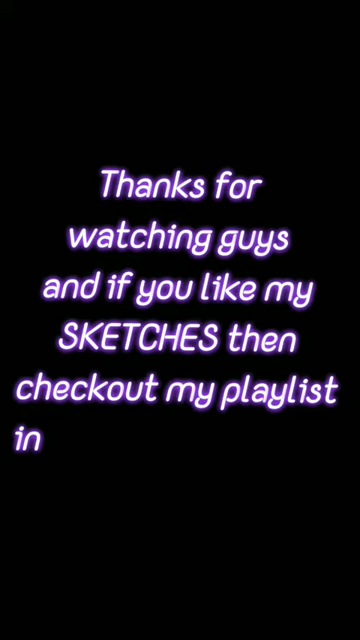 Thanks for
watching guys
and if you like my
SKETCHES then
checkout my playlist
in